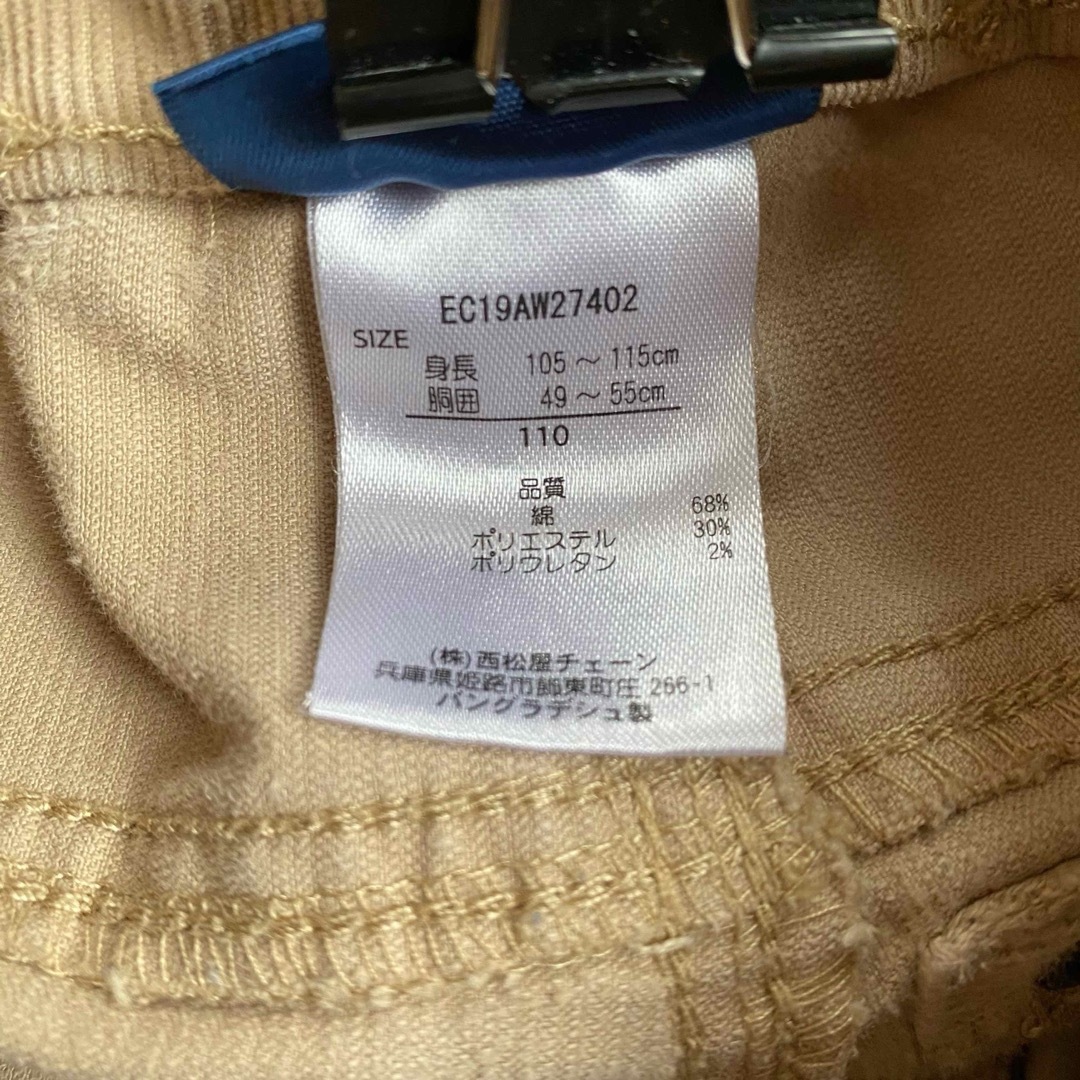 EC19AW27402
SIZE
身長 105～115cm
胴囲 49～55cm
110
品質
綿 68%
ポリエステル 30%
ポリウレタン 2%
(株)西松屋チェーン
兵庫県姫路市飾東町庄 266-1
バングラデシュ製